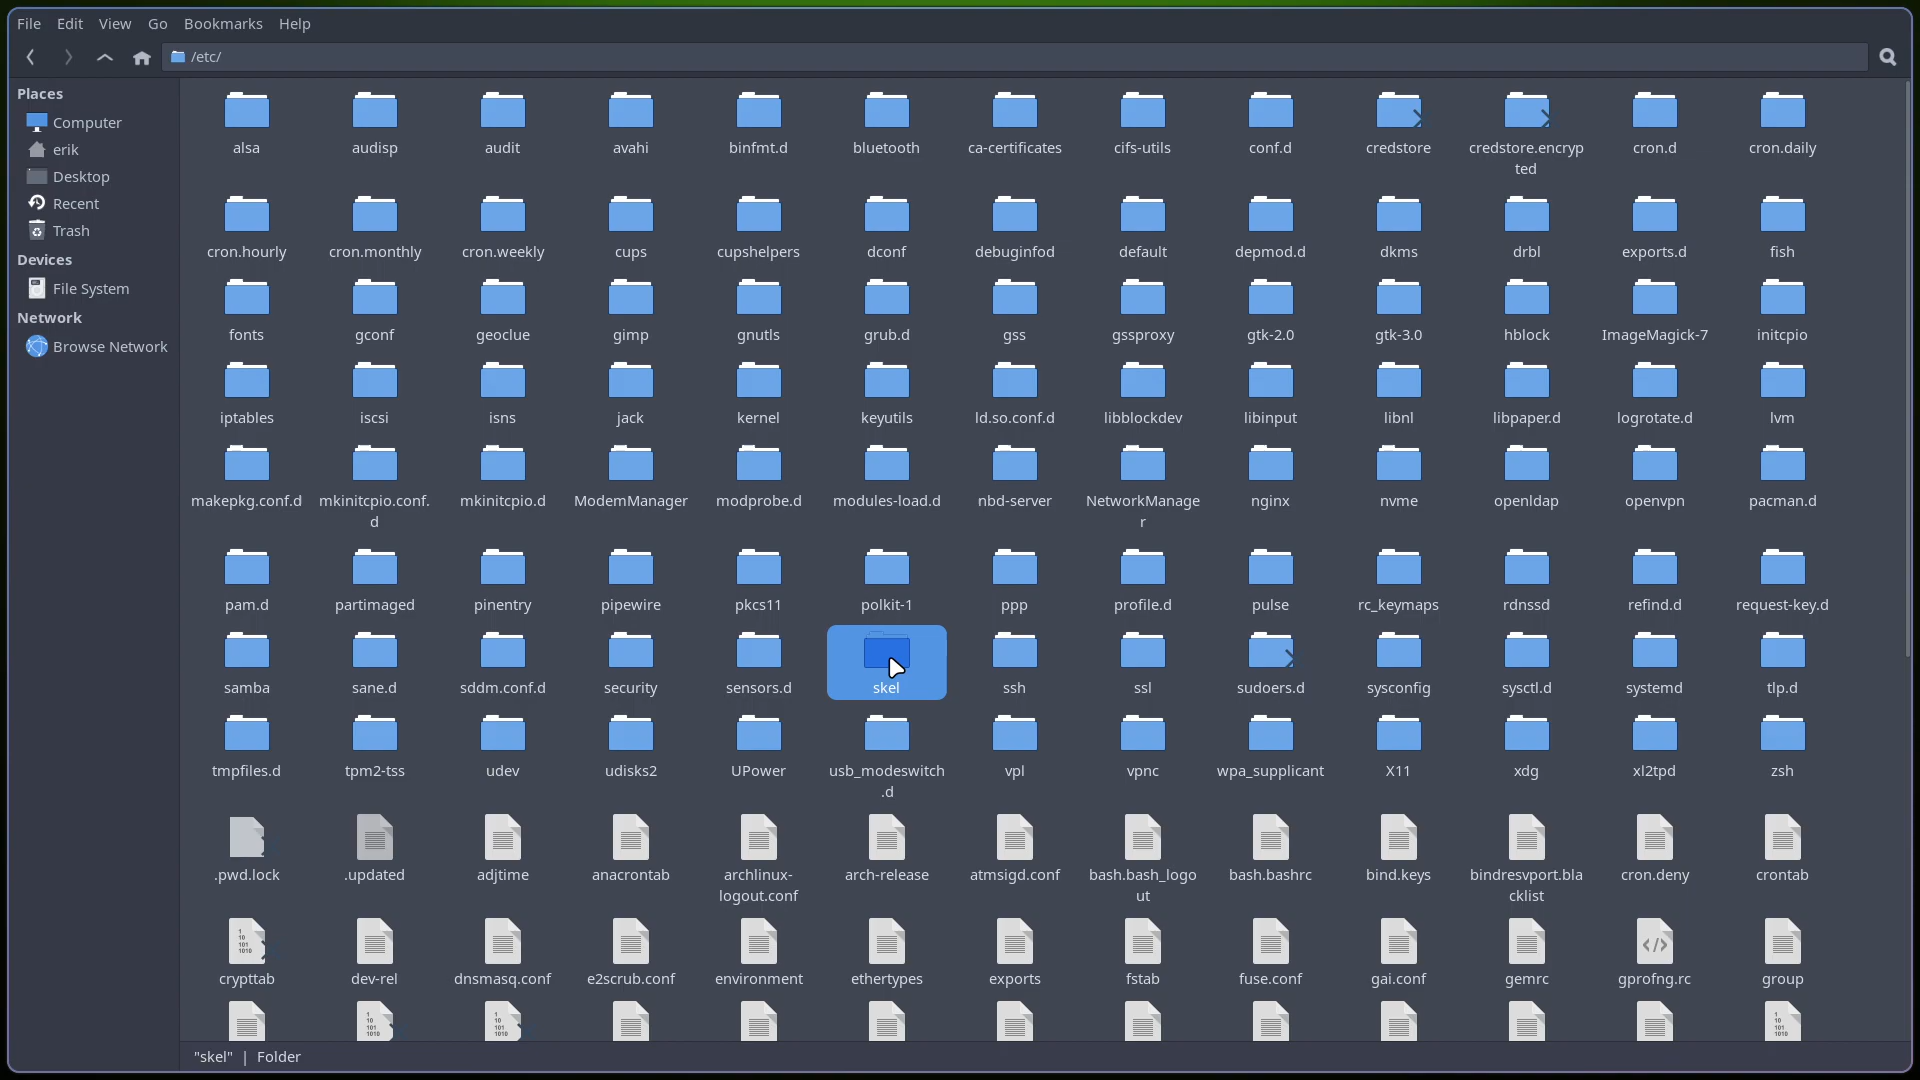 File Edit View Go Bookmarks Help
/etc/
Places
Computer
erik
Desktop
Recent
Trash
Devices
File System
Network
Browse Network
alsa audisp audit avahi binfmt.d bluetooth ca-certificates cifs-utils conf.d credstore credstore.encryp cron.d cron.daily
ted
cron.hourly cron.monthly cron.weekly cups cupshelpers dconf debuginfod default depmod.d dkms drbl exports.d fish
fonts gconf geoclue gimp gnutls grub.d gss gssproxy gtk-2.0 gtk-3.0 hblock ImageMagick-7 initcpio
iptables iscsi isns jack kernel keyutils ld.so.conf.d libblockdev libinput libnl libpaper.d logrotate.d lvm
makepkg.conf.d mkinitcpio.conf. mkinitcpio.d ModemManager modprobe.d modules-load.d nbd-server NetworkManage nginx nvme openldap openvpn pacman.d
d r
pam.d partimaged pinentry pipewire pkcs11 polkit-1 ppp profile.d pulse rc_keymaps rdnssd refind.d request-key.d
samba sane.d sddm.conf.d security sensors.d skel ssh ssl sudoers.d sysconfig sysctl.d systemd tlp.d
tmpfiles.d tpm2-tss udev udisks2 UPower usb_modeswitch vpl vpnc wpa_supplicant X11 xdg xl2tpd zsh
.d
.pwd.lock .updated adjtime anacrontab archlinux- arch-release atmsigd.conf bash.bash_logo bash.bashrc bind.keys bindresvport.bla cron.deny crontab
logout.conf ut cklist
crypttab dev-rel dnsmasq.conf e2scrub.conf environment ethertypes exports fstab fuse.conf gai.conf gemrc gprofng.rc group
"skel" | Folder